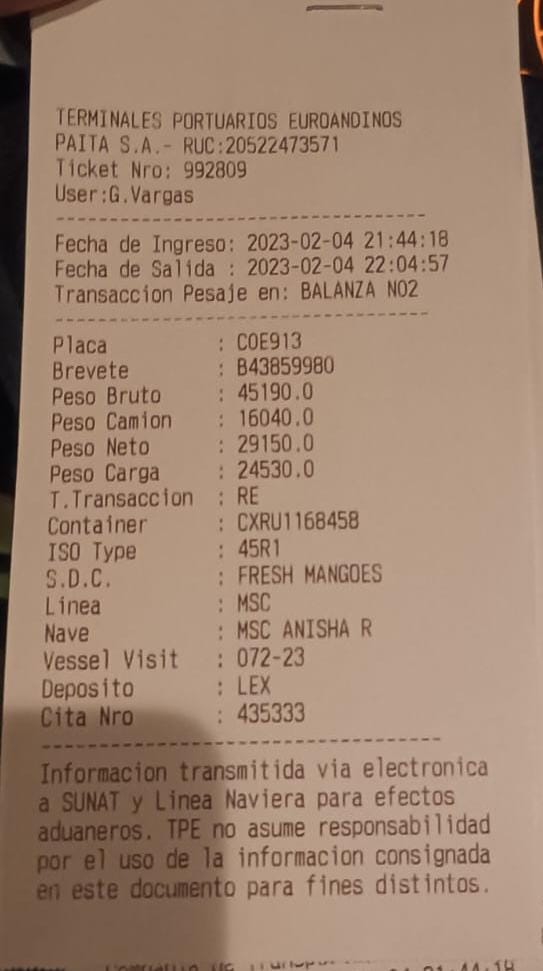 TERMINALES PORTUARIOS EUROANDINOS
PAITA S.A.- RUC:20522473571
Ticket Nro: 992809
User:G.Vargas
Fecha de Ingreso: 2023-02-04 21:44:18
Fecha de Salida : 2023-02-04 22:04:57
Transaccion Pesaje en: BALANZA NO2
Placa : COE913
Brevete : B43859980
Peso Bruto : 45190.0
Peso Camion : 16040.0
Peso Neto : 29150.0
Peso Carga : 24530.0
T.Transaccion : RE
Container : CXRU1168458
ISO Type : 45R1
S.D.C. : FRESH MANGOES
Linea : MSC
Nave : MSC ANISHA R
Vessel Visit : 072-23
Deposito : LEX
Cita Nro : 435333
Informacion transmitida via electronica
a SUNAT y Linea Naviera para efectos
aduaneros. TPE no asume responsabilidad
por el uso de la informacion consignada
en este documento para fines distintos.